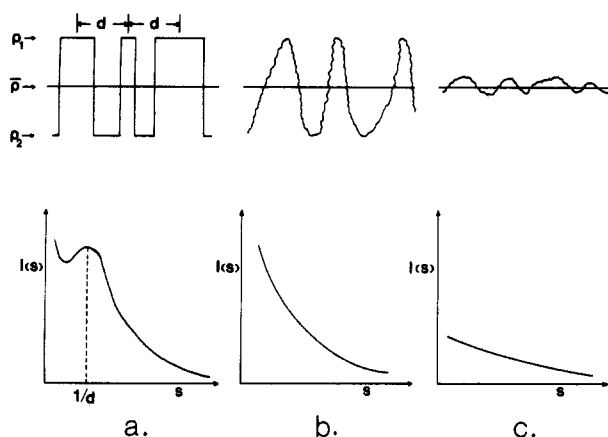 d d
ρ₁→
ρ̄→
ρ₂→
I(s) I(s) I(s)
1/d s s s
a. b. c.